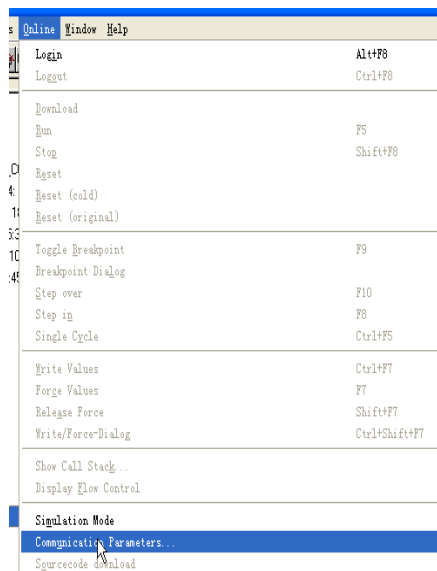 s Online Window Help
Login Alt+F8
Logout Ctrl+F8
Download
Run F5
Stop Shift+F8
Reset
Reset (cold)
Reset (original)
Toggle Breakpoint F9
Breakpoint Dialog
Step over F10
Step in F8
Single Cycle Ctrl+F5
Write Values Ctrl+F7
Force Values F7
Release Force Shift+F7
Write/Force-Dialog Ctrl+Shift+F7
Show Call Stack...
Display Flow Control
Simulation Mode
Communication Parameters...
Sourcecode download